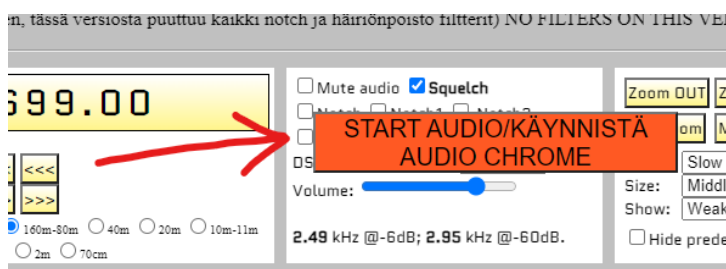 en, tässä versiosta puuttuu kaikki notch ja häiriönpoisto filtterit) NO FILTERS ON THIS VE
699.00
Mute audio Squelch
Notch Notch1 Notch2
START AUDIO/KÄYNNISTÄ
AUDIO CHROME
DS
Volume:
2.49 kHz @-6dB; 2.95 kHz @-60dB.
<<<
>>>
160m-80m 40m 20m 10m-11m
2m 70cm
Zoom OUT Z
om M
Slow
Size: Middl
Show: Weak
Hide prede